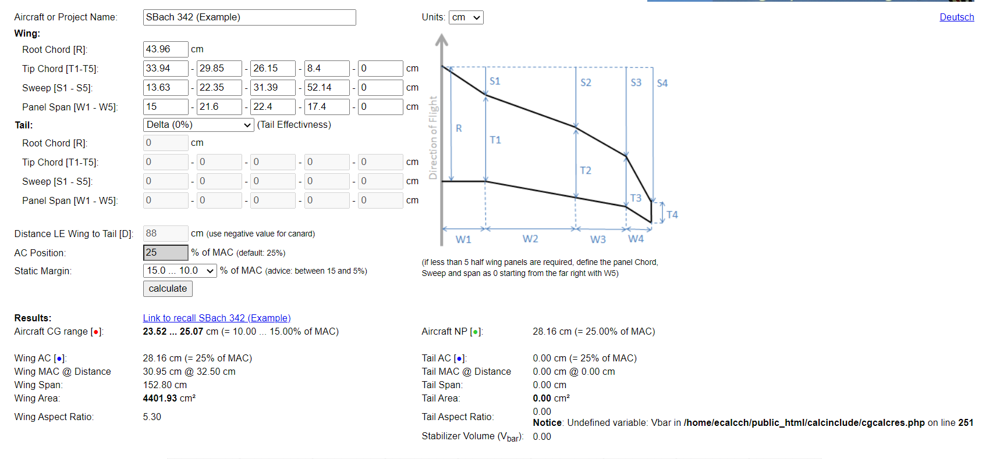 Aircraft or Project Name: SBach 342 (Example) Units: cm Deutsch
Wing:
Root Chord [R]: 43.96 cm
Tip Chord [T1-T5]: 33.94 - 29.85 - 26.15 - 8.4 - 0 cm
Sweep [S1 - S5]: 13.63 - 22.35 - 31.39 - 52.14 - 0 cm
Panel Span [W1 - W5]: 15 - 21.6 - 22.4 - 17.4 - 0 cm
Tail: Delta (0%) (Tail Effectivness)
Root Chord [R]: 0 cm
Tip Chord [T1-T5]: 0 - 0 - 0 - 0 - 0 cm
Sweep [S1 - S5]: 0 - 0 - 0 - 0 - 0 cm
Panel Span [W1 - W5]: 0 - 0 - 0 - 0 - 0 cm
Distance LE Wing to Tail [D]: 88 cm (use negative value for canard)
AC Position: 25 % of MAC (default: 25%)
Static Margin: 15.0 ... 10.0 % of MAC (advice: between 15 and 5%)
calculate
Direction of Flight
S1
S2
S3
S4
R
T1
T2
T3
T4
W1
W2
W3
W4
(if less than 5 half wing panels are required, define the panel Chord,
Sweep and span as 0 starting from the far right with W5)
Results: Link to recall SBach 342 (Example)
Aircraft CG range [●]: 23.52 ... 25.07 cm (= 10.00 ... 15.00% of MAC) Aircraft NP [●]: 28.16 cm (= 25.00% of MAC)
Wing AC [●]: 28.16 cm (= 25% of MAC) Tail AC [●]: 0.00 cm (= 25% of MAC)
Wing MAC @ Distance 30.95 cm @ 32.50 cm Tail MAC @ Distance 0.00 cm @ 0.00 cm
Wing Span: 152.80 cm Tail Span: 0.00 cm
Wing Area: 4401.93 cm² Tail Area: 0.00 cm²
Wing Aspect Ratio: 5.30 Tail Aspect Ratio: 0.00
Notice: Undefined variable: Vbar in /home/ecalcch/public_html/calcinclude/cgcalcres.php on line 251
Stabilizer Volume (Vbar): 0.00